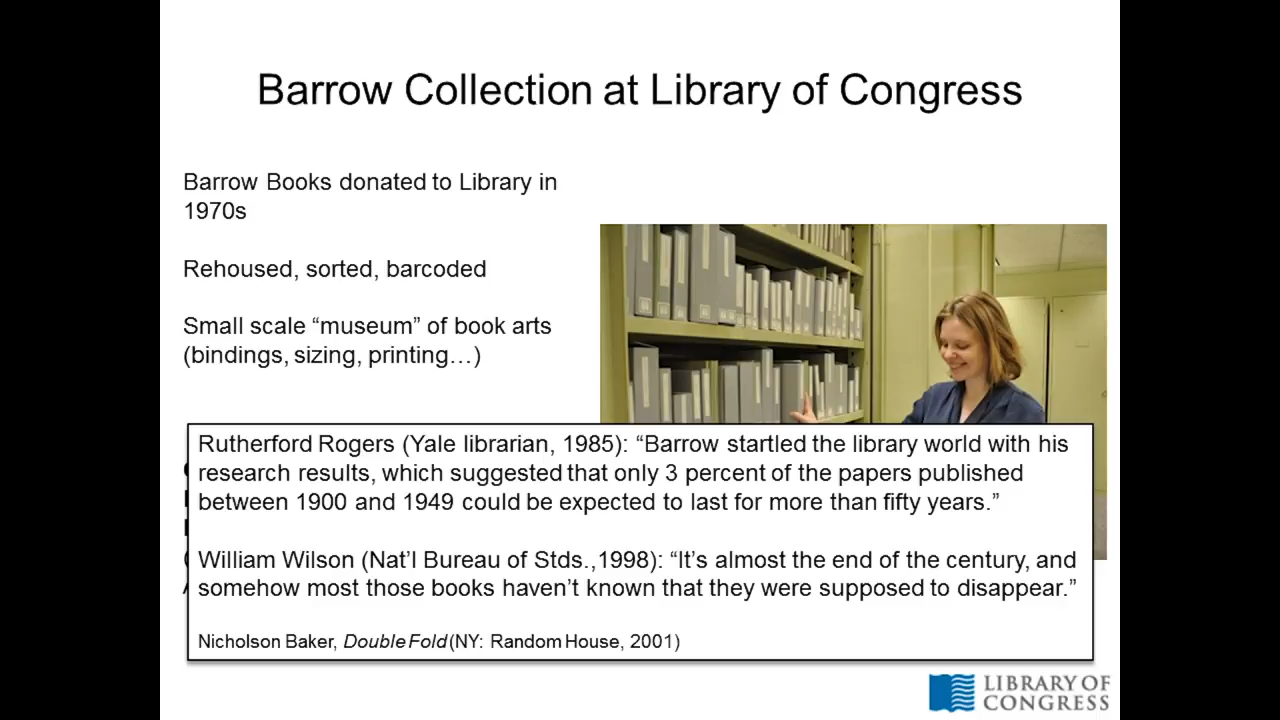 Barrow Collection at Library of Congress
Barrow Books donated to Library in
1970s
Rehoused, sorted, barcoded
Small scale “museum” of book arts
(bindings, sizing, printing…)
Rutherford Rogers (Yale librarian, 1985): “Barrow startled the library world with his
research results, which suggested that only 3 percent of the papers published
between 1900 and 1949 could be expected to last for more than fifty years.”
William Wilson (Nat’l Bureau of Stds.,1998): “It’s almost the end of the century, and
somehow most those books haven’t known that they were supposed to disappear.”
Nicholson Baker, Double Fold (NY: Random House, 2001)
LIBRARY OF
CONGRESS